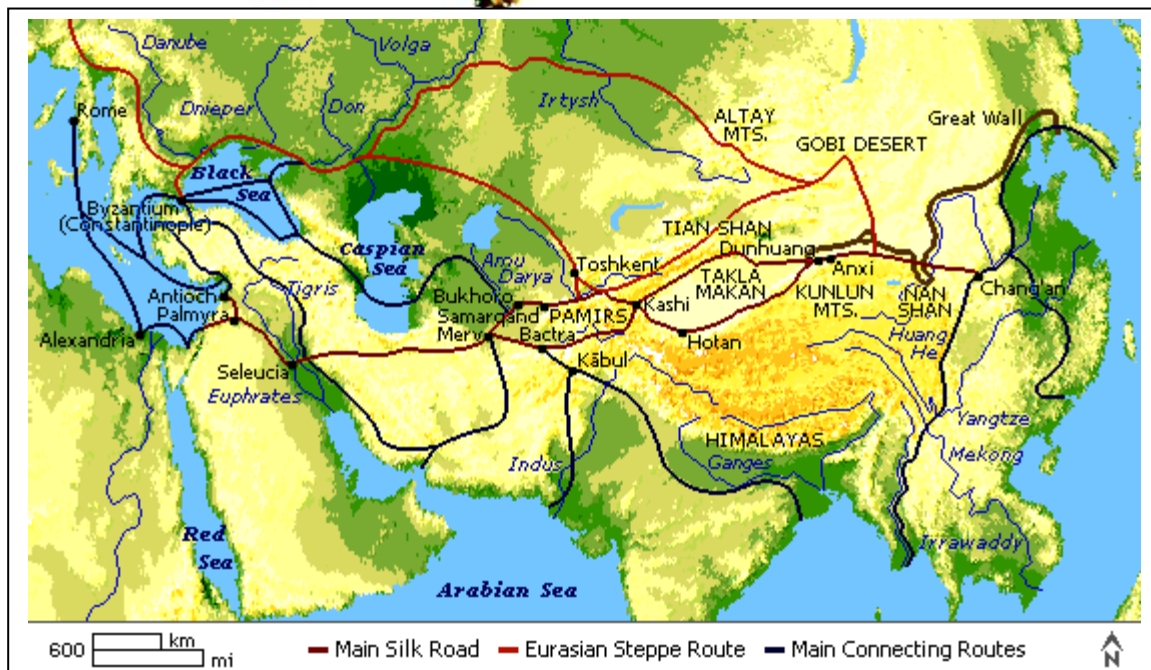 Danube
Volga
Dnieper
Don
Irtysh
Rome
ALTAY
MTS.
Great Wall
GOBI DESERT
Black
Sea
Byzantium
(Constantinople)
Caspian
Sea
TIAN SHAN
Dunhuang
Amu
Darya
Toshkent
Anxi
Tigris
TAKLA
MAKAN
KUNLUN
MTS.
NAN
SHAN
Chang'an
Antioch
Palmyra
Bukhoro
Samarqand
PAMIRS
Kashi
Alexandria
Merv
Bactra
Hotan
Huang
He
Seleucia
Kābul
Euphrates
Yangtze
HIMALAYAS
Indus
Ganges
Mekong
Red
Sea
Irrawaddy
Arabian Sea
600 km
mi
Main Silk Road Eurasian Steppe Route Main Connecting Routes
N